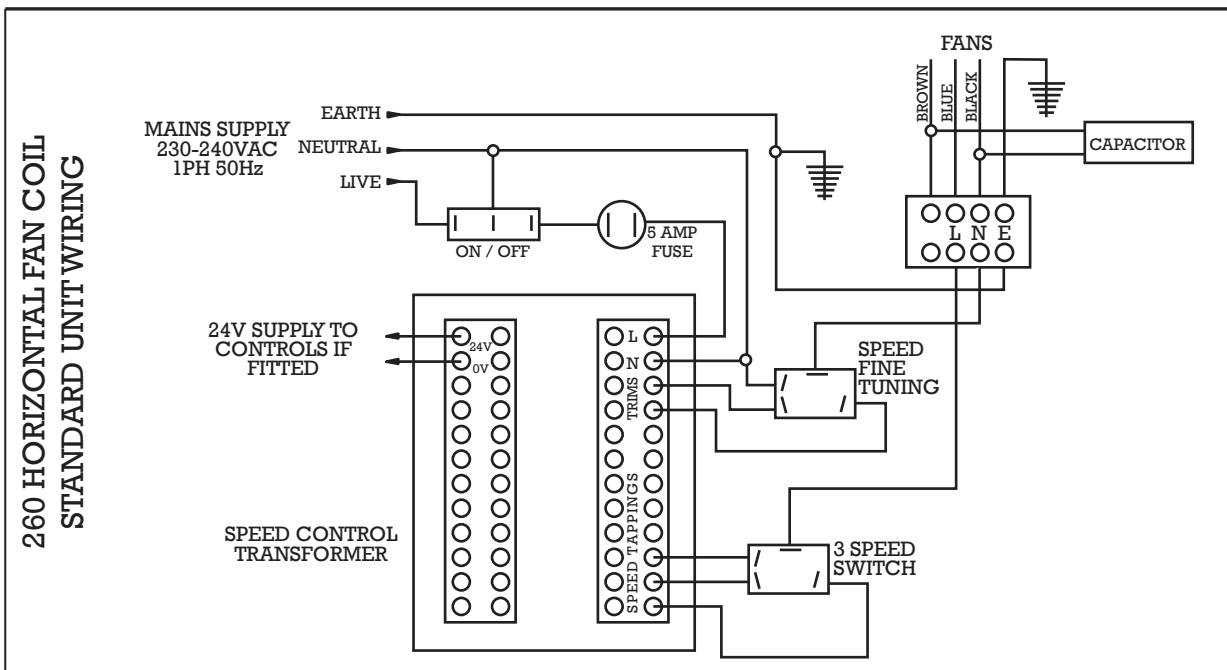 260 HORIZONTAL FAN COIL
STANDARD UNIT WIRING
FANS
BROWN
BLUE
BLACK
CAPACITOR
L N E
EARTH
MAINS SUPPLY
230-240VAC
1PH 50Hz
NEUTRAL
LIVE
ON / OFF
5 AMP
FUSE
24V SUPPLY TO
CONTROLS IF
FITTED
24V
0V
L
N
TRIMS
SPEED TAPPINGS
SPEED
FINE
TUNING
SPEED CONTROL
TRANSFORMER
3 SPEED
SWITCH